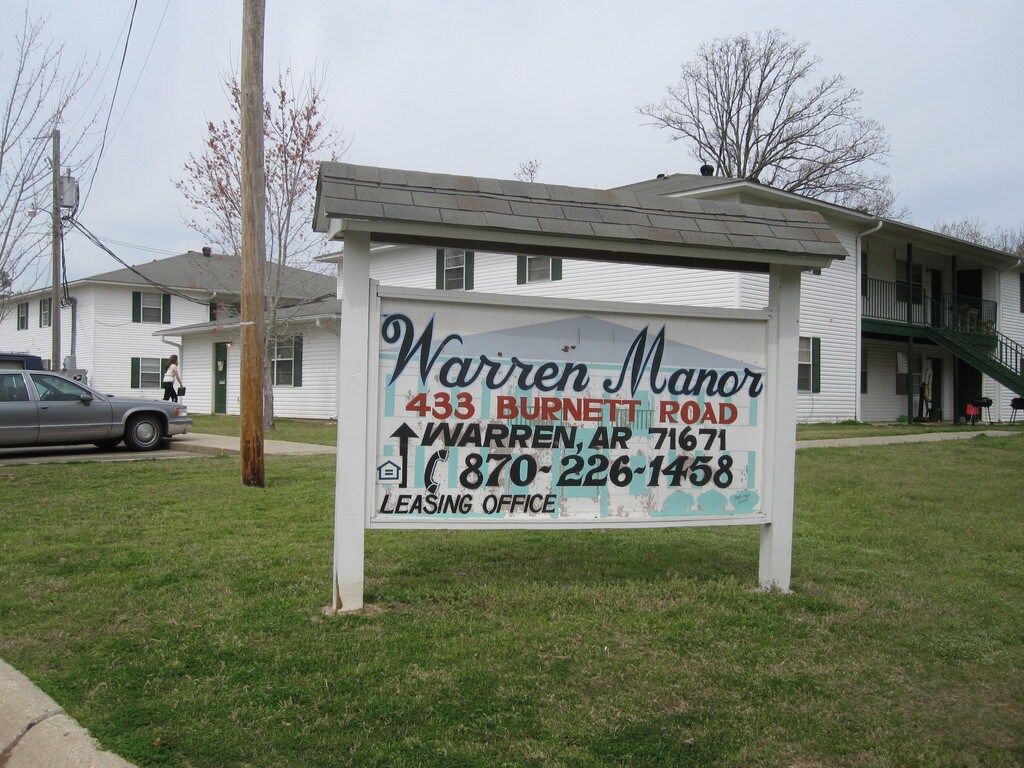 Warren Manor
433 BURNETT ROAD
WARREN, AR 71671
870-226-1458
LEASING OFFICE